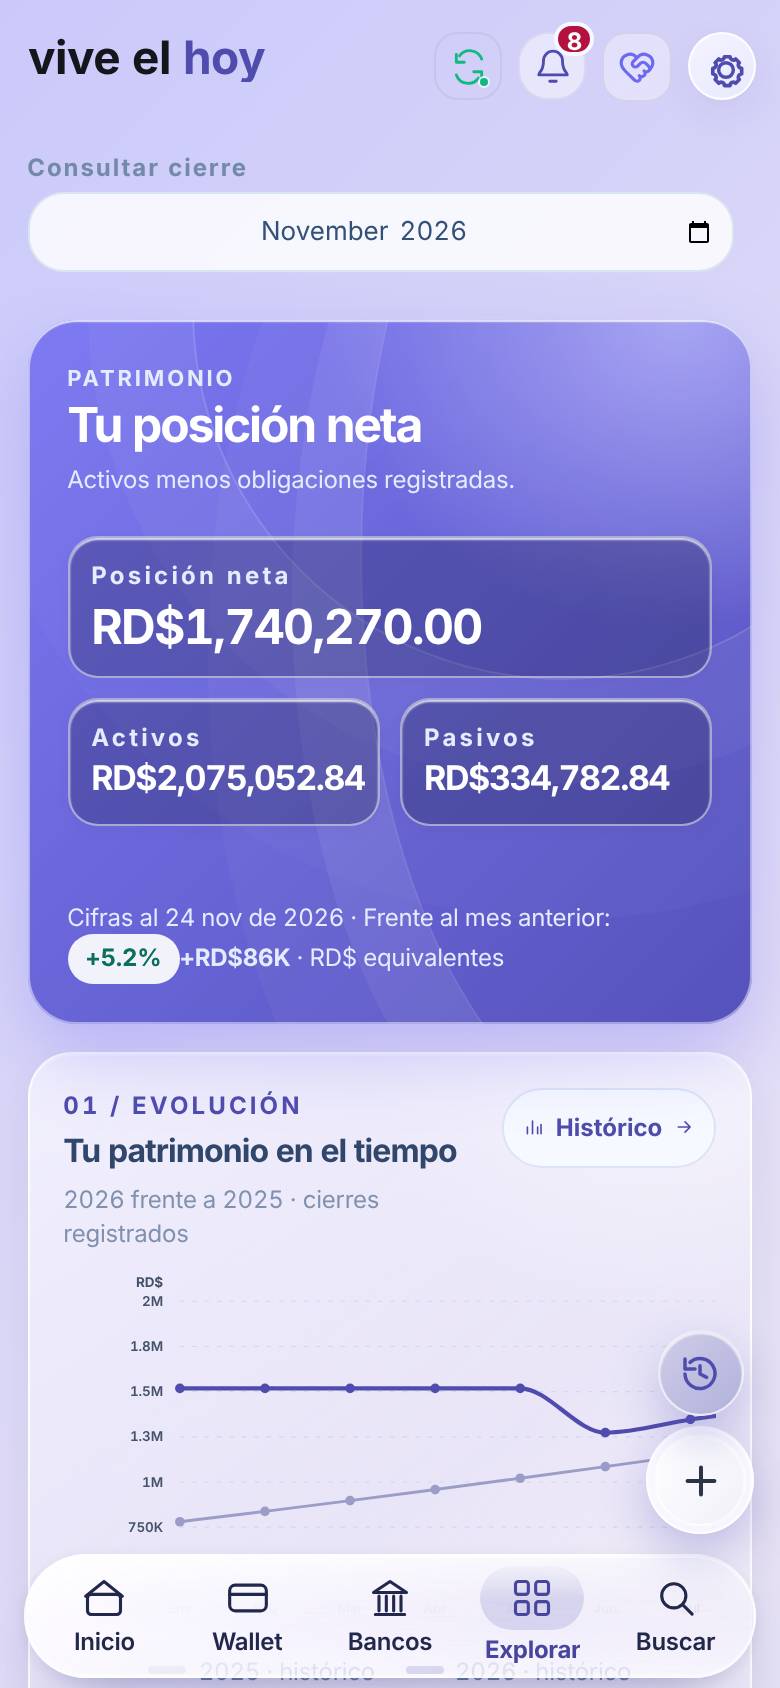 vive el hoy
8
Consultar cierre
November 2026
PATRIMONIO
Tu posición neta
Activos menos obligaciones registradas.
Posición neta
RD$1,740,270.00
Activos
RD$2,075,052.84
Pasivos
RD$334,782.84
Cifras al 24 nov de 2026 · Frente al mes anterior:
+5.2% +RD$86K · RD$ equivalentes
01 / EVOLUCIÓN
Histórico →
Tu patrimonio en el tiempo
2026 frente a 2025 · cierres
registrados
RD$
2M
1.8M
1.5M
1.3M
1M
750K
Inicio
Wallet
Bancos
Explorar
Buscar
2025 · histórico
2026 · histórico